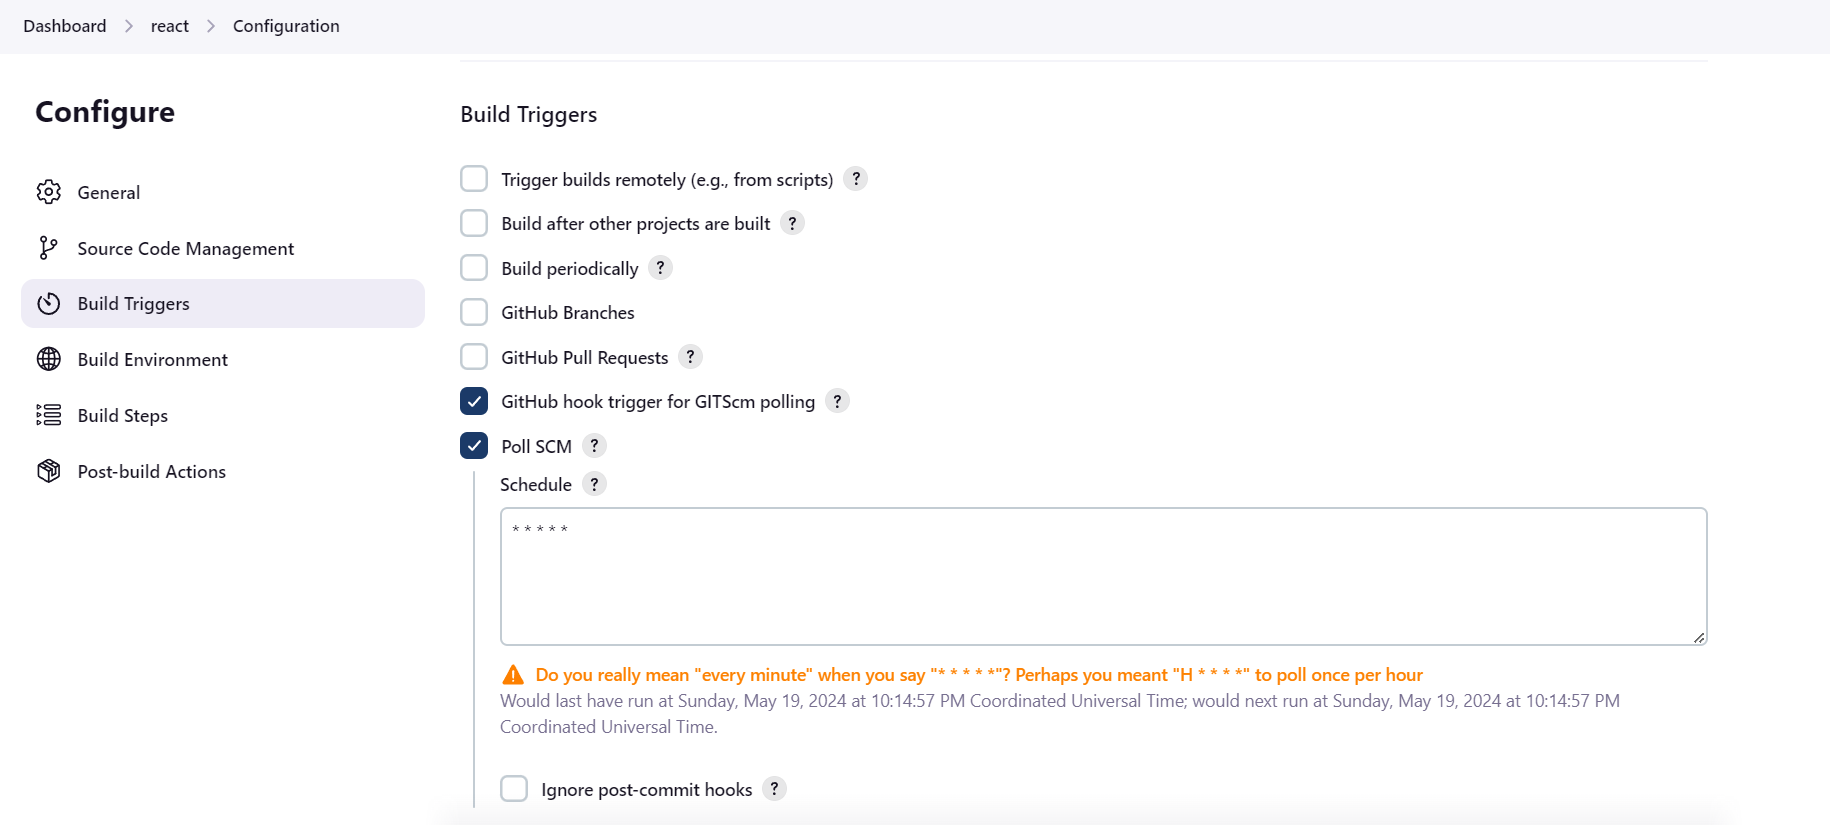 Dashboard > react > Configuration
Configure
General
Source Code Management
Build Triggers
Build Environment
Build Steps
Post-build Actions
Build Triggers
Trigger builds remotely (e.g., from scripts) ?
Build after other projects are built ?
Build periodically ?
GitHub Branches
GitHub Pull Requests ?
GitHub hook trigger for GITScm polling ?
Poll SCM ?
Schedule ?
* * * * *
Do you really mean "every minute" when you say "* * * * *"? Perhaps you meant "H * * * *" to poll once per hour
Would last have run at Sunday, May 19, 2024 at 10:14:57 PM Coordinated Universal Time; would next run at Sunday, May 19, 2024 at 10:14:57 PM
Coordinated Universal Time.
Ignore post-commit hooks ?